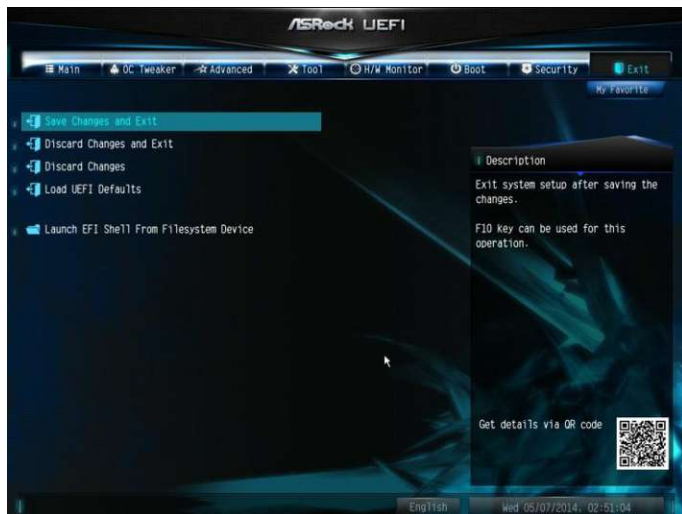 ASRock UEFI
Main OC Tweaker Advanced Tool H/W Monitor Boot Security Exit
My Favorite
Save Changes and Exit
Discard Changes and Exit
Discard Changes
Load UEFI Defaults
Launch EFI Shell From Filesystem Device
Description
Exit system setup after saving the
changes.
F10 key can be used for this
operation.
Get details via QR code
English Wed 05/07/2014. 02:51:04